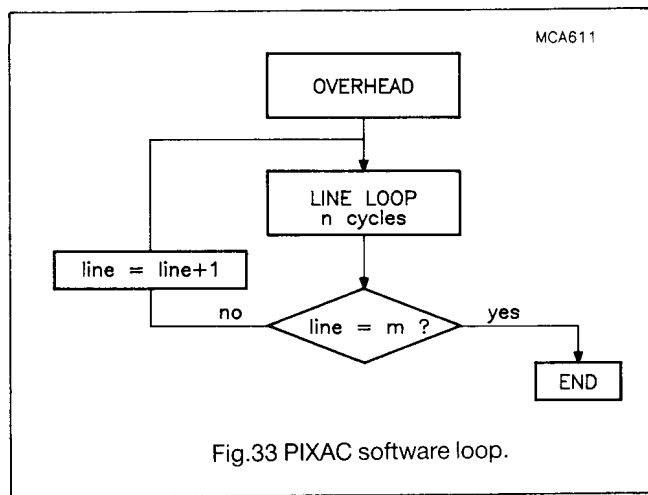 MCA611
OVERHEAD
LINE LOOP
n cycles
line = line+1
no
line = m ?
yes
END
Fig.33 PIXAC software loop.